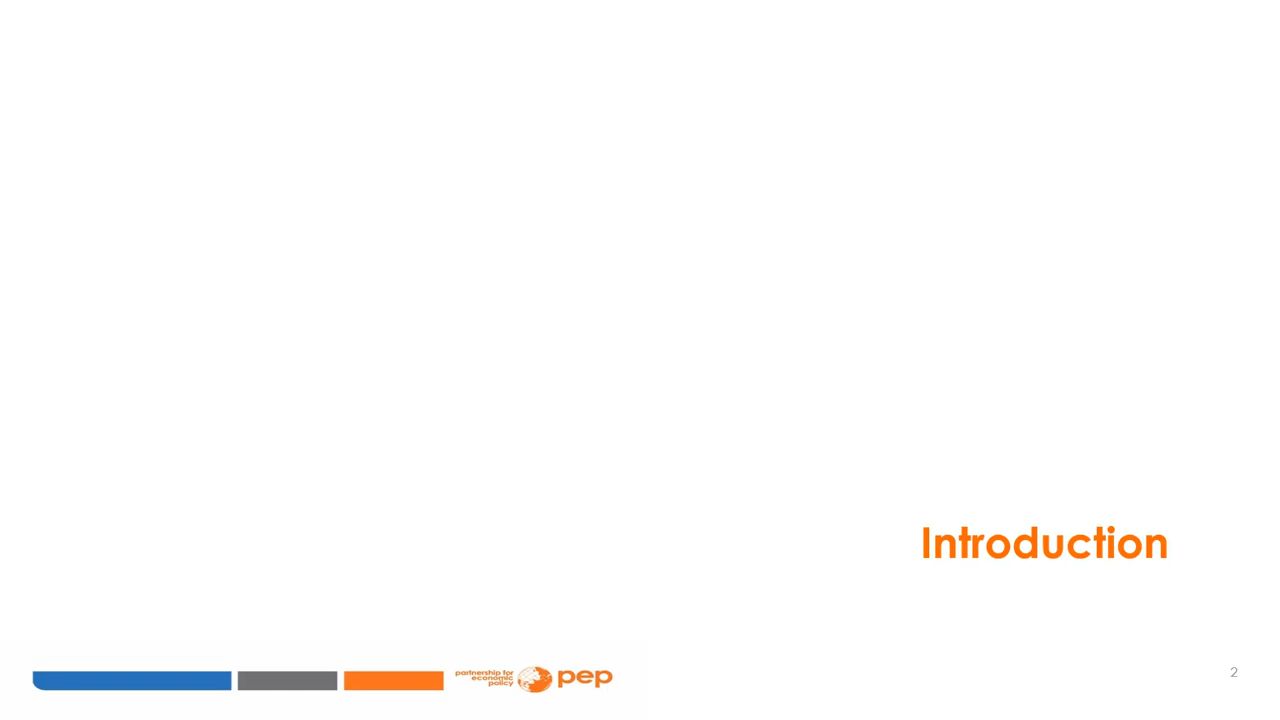 Introduction
partnership for
economic
policy
pep
2